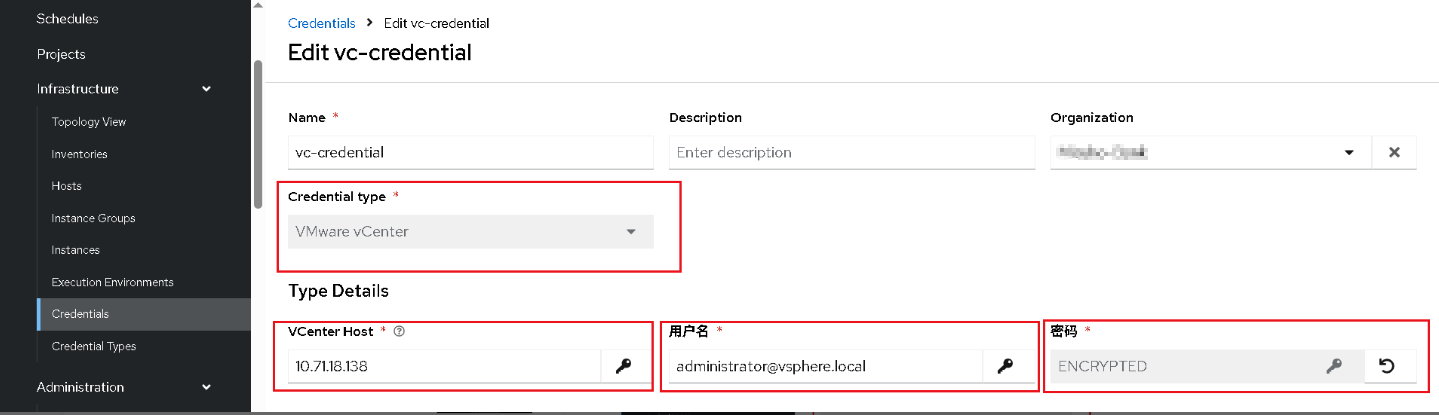 Schedules
Projects
Infrastructure
Topology View
Inventories
Hosts
Instance Groups
Instances
Execution Environments
Credentials
Credential Types
Administration
Credentials > Edit vc-credential
Edit vc-credential
Name * Description Organization
vc-credential Enter description
Credential type *
VMware vCenter
Type Details
VCenter Host * 用户名 * 密码 *
10.71.18.138 administrator@vsphere.local ENCRYPTED